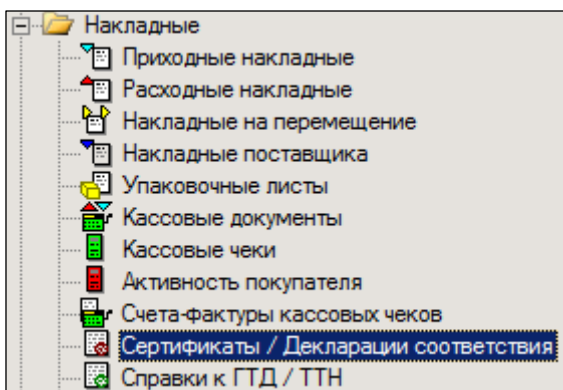 Накладные
Приходные накладные
Расходные накладные
Накладные на перемещение
Накладные поставщика
Упаковочные листы
Кассовые документы
Кассовые чеки
Активность покупателя
Счета-фактуры кассовых чеков
Сертификаты / Декларации соответствия
Справки к ГТД / ТТН